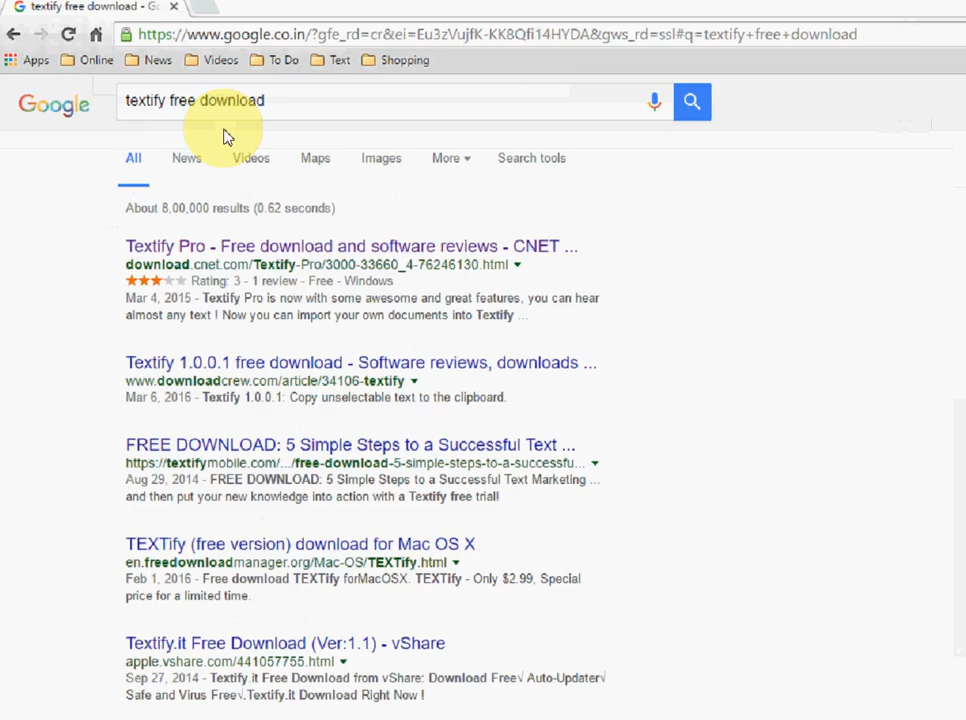 textify free download - Go
https://www.google.co.in/?gfe_rd=cr&ei=Eu3zVujfK-KK8Qfi14HYDA&gws_rd=ssl#q=textify+free+download
Apps Online News Videos To Do Text Shopping
Google textify free download
All News Videos Maps Images More Search tools
About 8,00,000 results (0.62 seconds)
Textify Pro - Free download and software reviews - CNET ...
download.cnet.com/Textify-Pro/3000-33660_4-76246130.html
Rating: 3 - 1 review - Free - Windows
Mar 4, 2015 - Textify Pro is now with some awesome and great features, you can hear
almost any text ! Now you can import your own documents into Textify ...
Textify 1.0.0.1 free download - Software reviews, downloads ...
www.downloadcrew.com/article/34106-textify
Mar 6, 2016 - Textify 1.0.0.1: Copy unselectable text to the clipboard.
FREE DOWNLOAD: 5 Simple Steps to a Successful Text ...
https://textifymobile.com/.../free-download-5-simple-steps-to-a-successfu...
Aug 29, 2014 - FREE DOWNLOAD: 5 Simple Steps to a Successful Text Marketing ...
and then put your new knowledge into action with a Textify free trial!
TEXTify (free version) download for Mac OS X
en.freedownloadmanager.org/Mac-OS/TEXTify.html
Feb 1, 2016 - Free download TEXTify forMacOSX. TEXTify - Only $2.99, Special
price for a limited time.
Textify.it Free Download (Ver:1.1) - vShare
apple.vshare.com/441057755.html
Sep 27, 2014 - Textify.it Free Download from vShare: Download Free√ Auto-Updater√
Safe and Virus Free√.Textify.it Download Right Now !